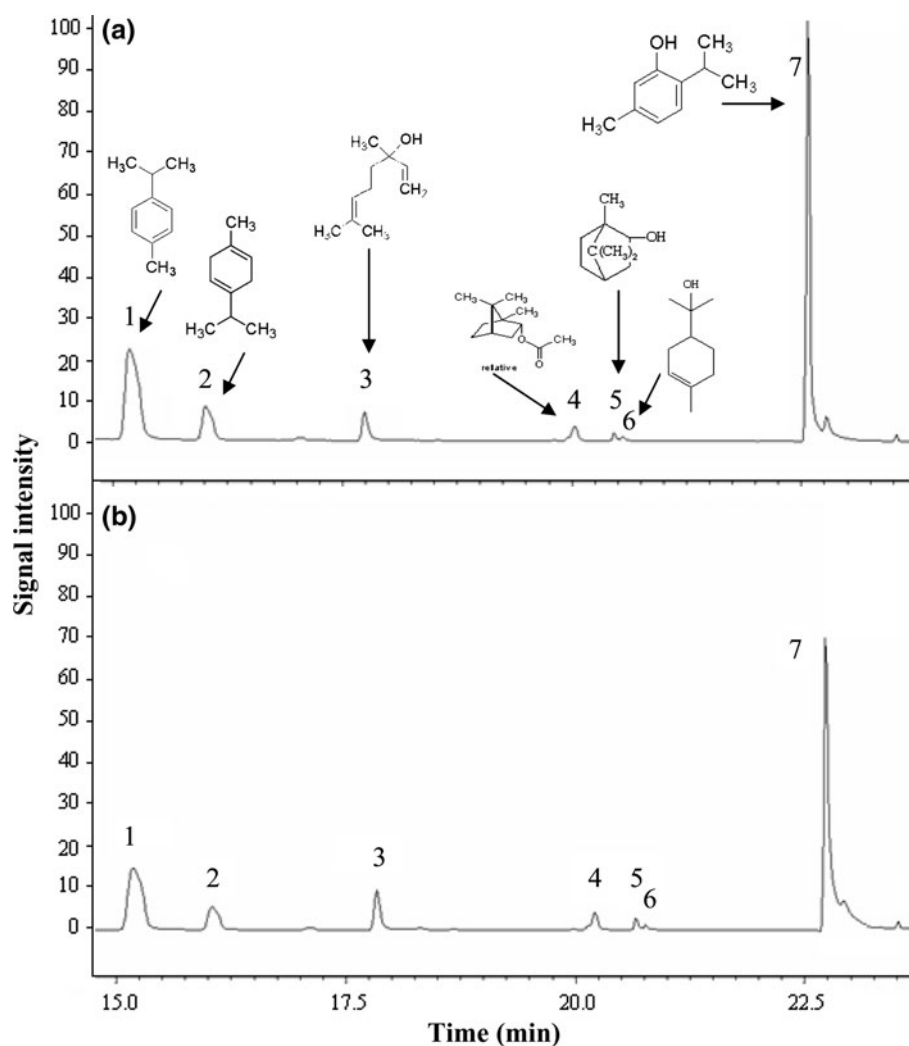 (a)
100
90
80
70
60
50
40
30
20
10
0
1
CH₃
H₃C
CH₃
2
CH₃
H₃C
CH₃
3
H₃C
OH
CH₂
H₃C
CH₃
4
CH₃
CH₃
CH₃
O
CH₃
O
relative
5
CH₃
OH
C(CH₃)₂
6
OH
7
OH
CH₃
CH₃
H₃C
(b)
100
90
80
70
60
50
40
30
20
10
0
1
2
3
4
5
6
7
Signal intensity
15.0
17.5
20.0
22.5
Time (min)